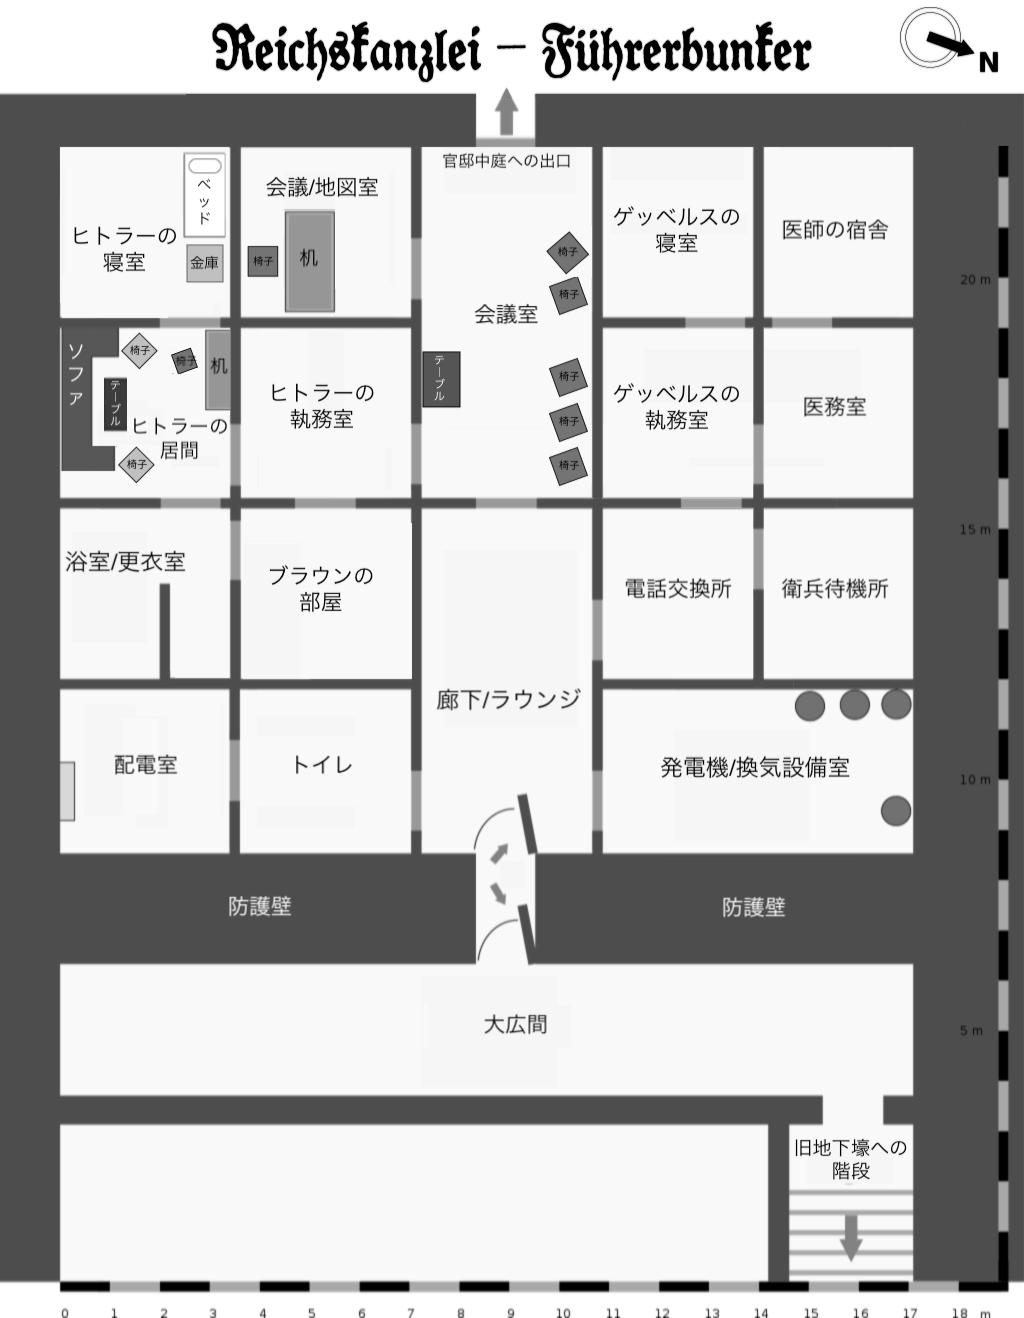 Reichskanzlei – Führerbunker
N
官邸中庭への出口
ベッド
会議/地図室
ヒトラーの
寝室
金庫
椅子
机
椅子
椅子
会議室
ゲッベルスの
寝室
医師の宿舎
20 m
ソファ
椅子
椅子
机
テーブル
ヒトラーの
居間
椅子
ヒトラーの
執務室
テーブル
椅子
椅子
椅子
ゲッベルスの
執務室
医務室
15 m
浴室/更衣室
ブラウンの
部屋
電話交換所
衛兵待機所
廊下/ラウンジ
配電室
トイレ
発電機/換気設備室
10 m
防護壁
防護壁
大広間
5 m
旧地下壕への
階段
0 1 2 3 4 5 6 7 8 9 10 11 12 13 14 15 16 17 18 m